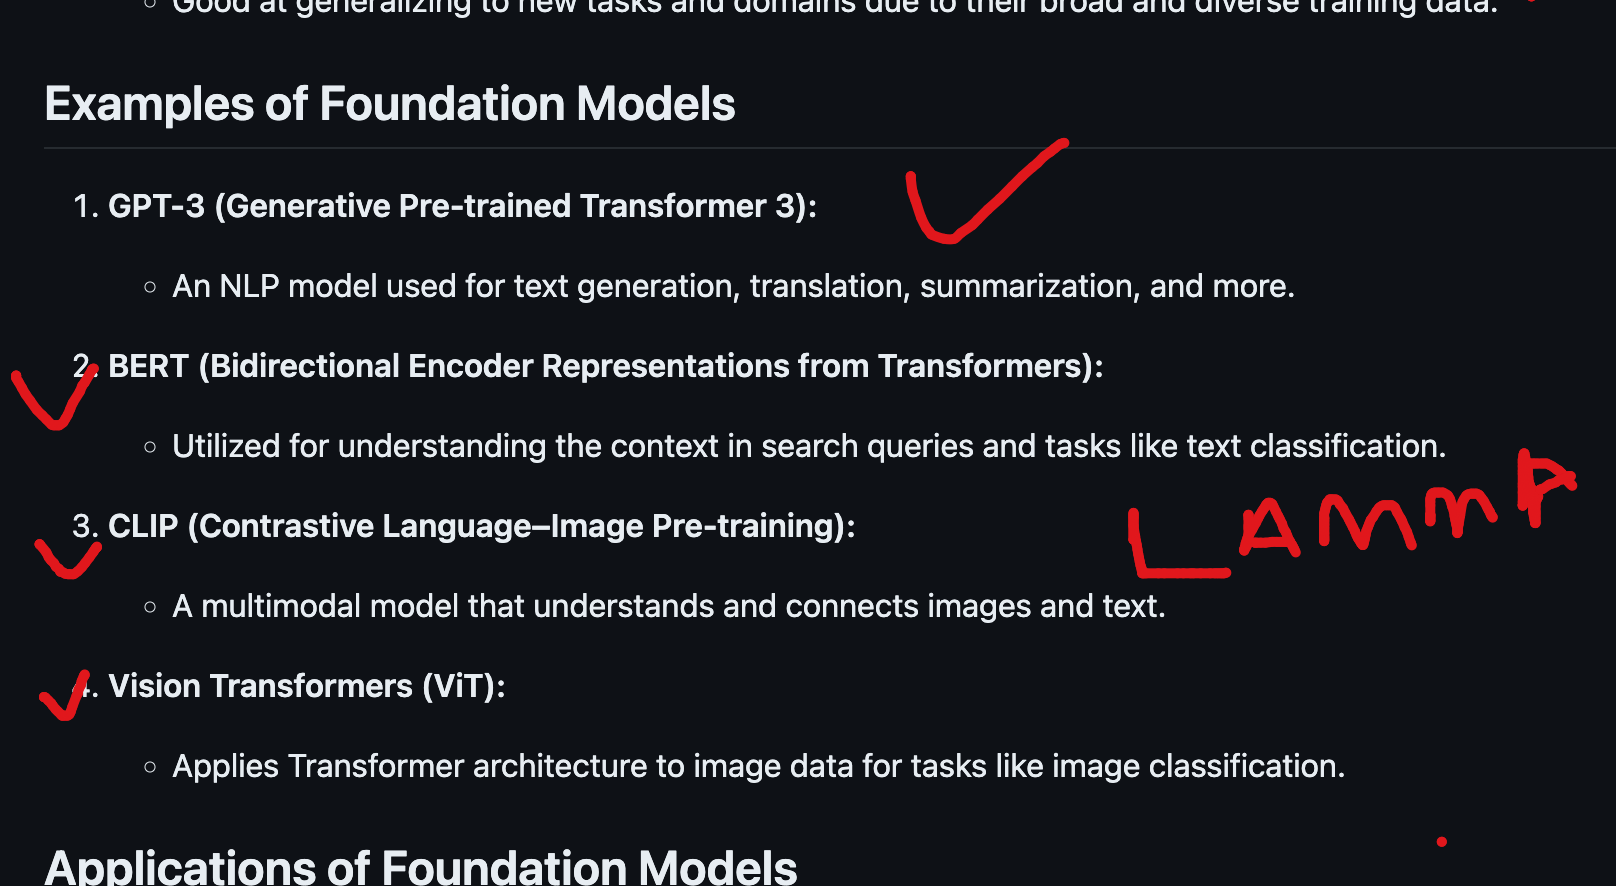 Good at generalizing to new tasks and domains due to their broad and diverse training data.
Examples of Foundation Models
1. GPT-3 (Generative Pre-trained Transformer 3):
An NLP model used for text generation, translation, summarization, and more.
2. BERT (Bidirectional Encoder Representations from Transformers):
Utilized for understanding the context in search queries and tasks like text classification.
3. CLIP (Contrastive Language–Image Pre-training):
LAMMA
A multimodal model that understands and connects images and text.
4. Vision Transformers (ViT):
Applies Transformer architecture to image data for tasks like image classification.
Applications of Foundation Models